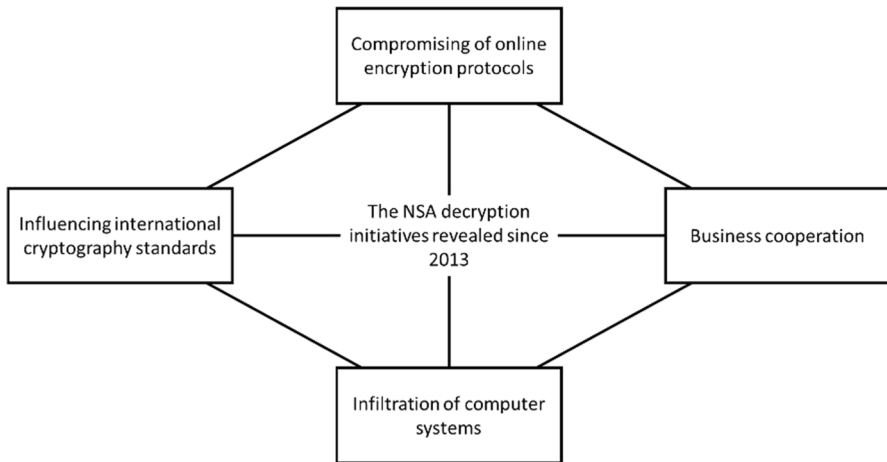 Compromising of online
encryption protocols
Influencing international
cryptography standards
The NSA decryption
initiatives revealed since
2013
Business cooperation
Infiltration of computer
systems